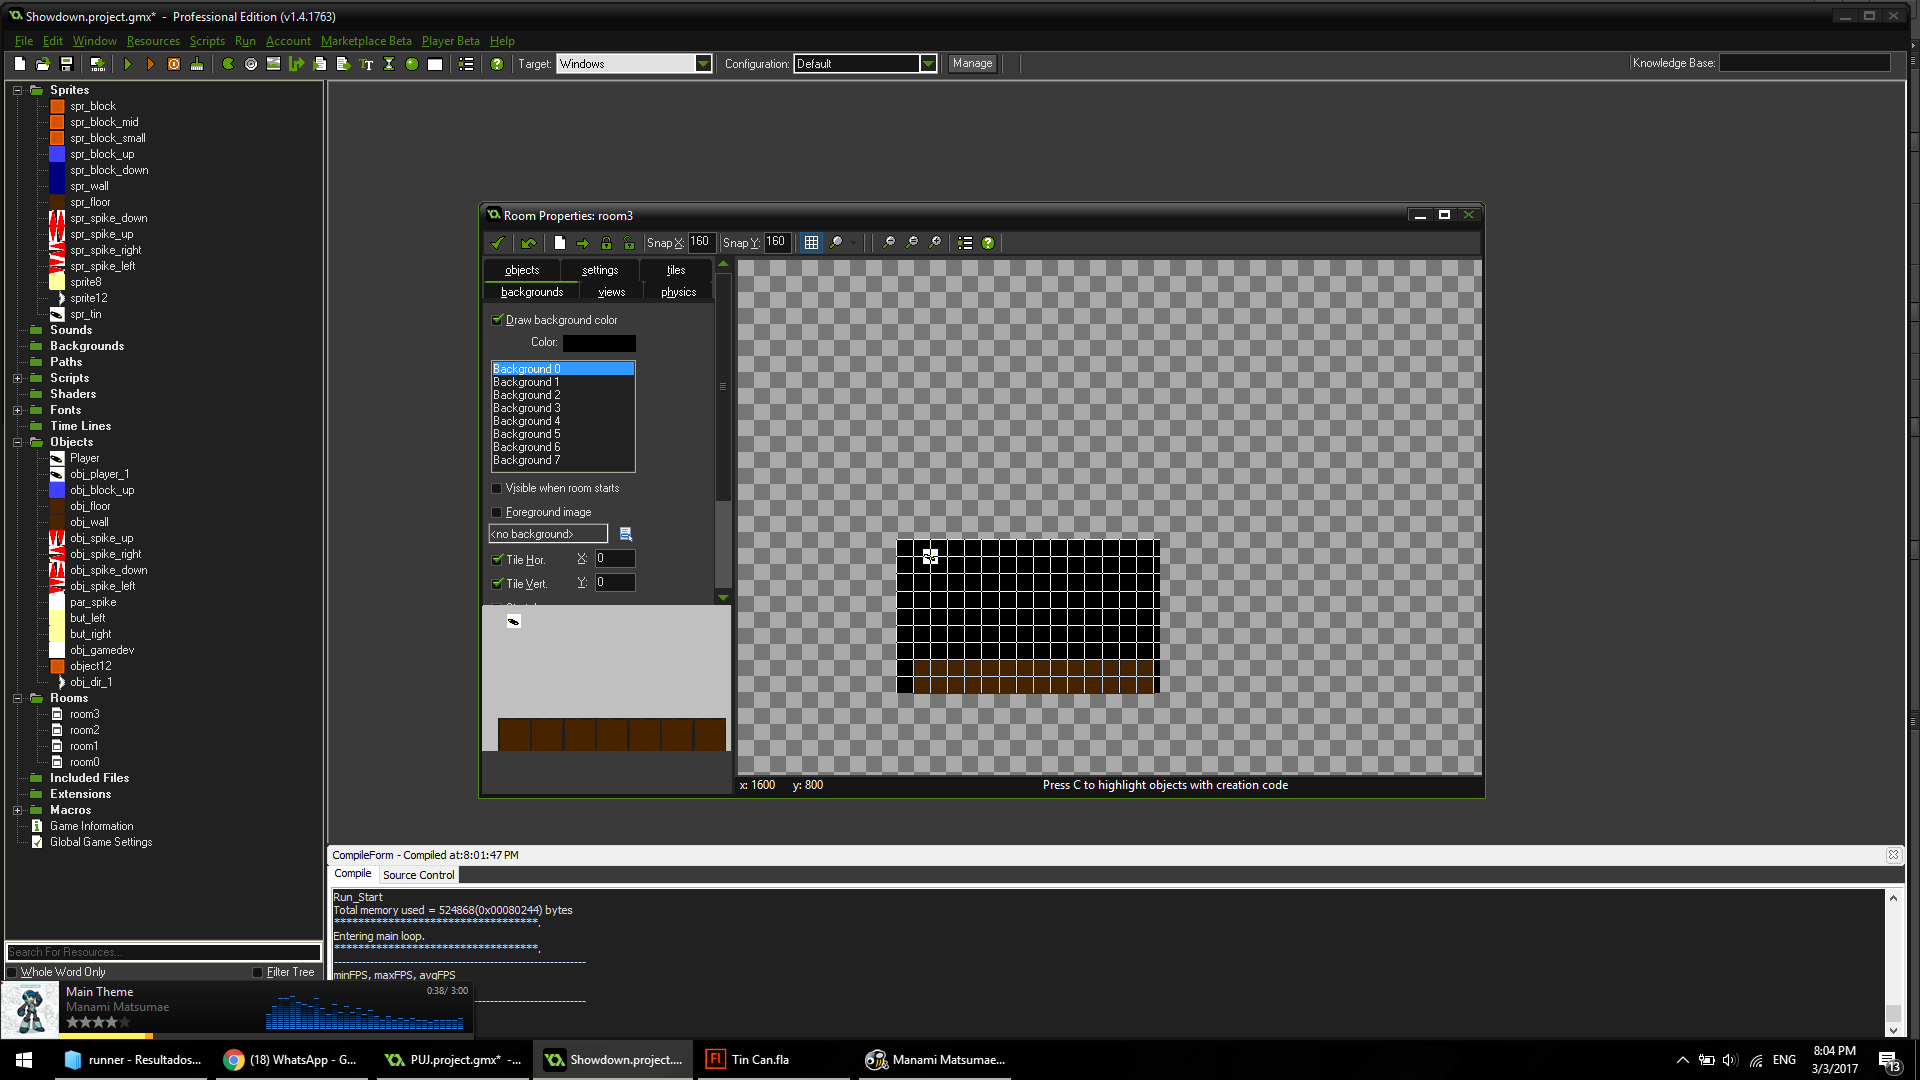 Showdown.project.gmx* - Professional Edition (v1.4.1763)
File Edit Window Resources Scripts Run Account Marketplace Beta Player Beta Help
Target: Windows Configuration: Default Manage Knowledge Base:
Sprites
spr_block
spr_block_mid
spr_block_small
spr_block_up
spr_block_down
spr_wall
spr_floor
spr_spike_down
spr_spike_up
spr_spike_right
spr_spike_left
sprite8
sprite12
spr_tin
Sounds
Backgrounds
Paths
Scripts
Shaders
Fonts
Time Lines
Objects
Player
obj_player_1
obj_block_up
obj_floor
obj_wall
obj_spike_up
obj_spike_right
obj_spike_down
obj_spike_left
par_spike
but_left
but_right
obj_gamedev
object12
obj_dir_1
Rooms
room3
room2
room1
room0
Included Files
Extensions
Macros
Game Information
Global Game Settings
Search For Resources...
Whole Word Only Filter Tree
Room Properties: room3
Snap X: 160 Snap Y: 160
objects settings tiles
backgrounds views physics
Draw background color
Color:
Background 0
Background 1
Background 2
Background 3
Background 4
Background 5
Background 6
Background 7
Visible when room starts
Foreground image
<no background>
Tile Hor. X: 0
Tile Vert. Y: 0
x: 1600 y: 800 Press C to highlight objects with creation code
CompileForm - Compiled at:8:01:47 PM
Compile Source Control
Run_Start
Total memory used = 524868(0x00080244) bytes
**********************************.
Entering main loop.
**********************************.
minFPS, maxFPS, avgFPS
Main Theme 0:38/ 3:00
Manami Matsumae
runner - Resultados... (18) WhatsApp - G... PUJ.project.gmx* -... Showdown.project.... Fl Tin Can.fla Manami Matsumae... ENG 8:04 PM
3/3/2017 13